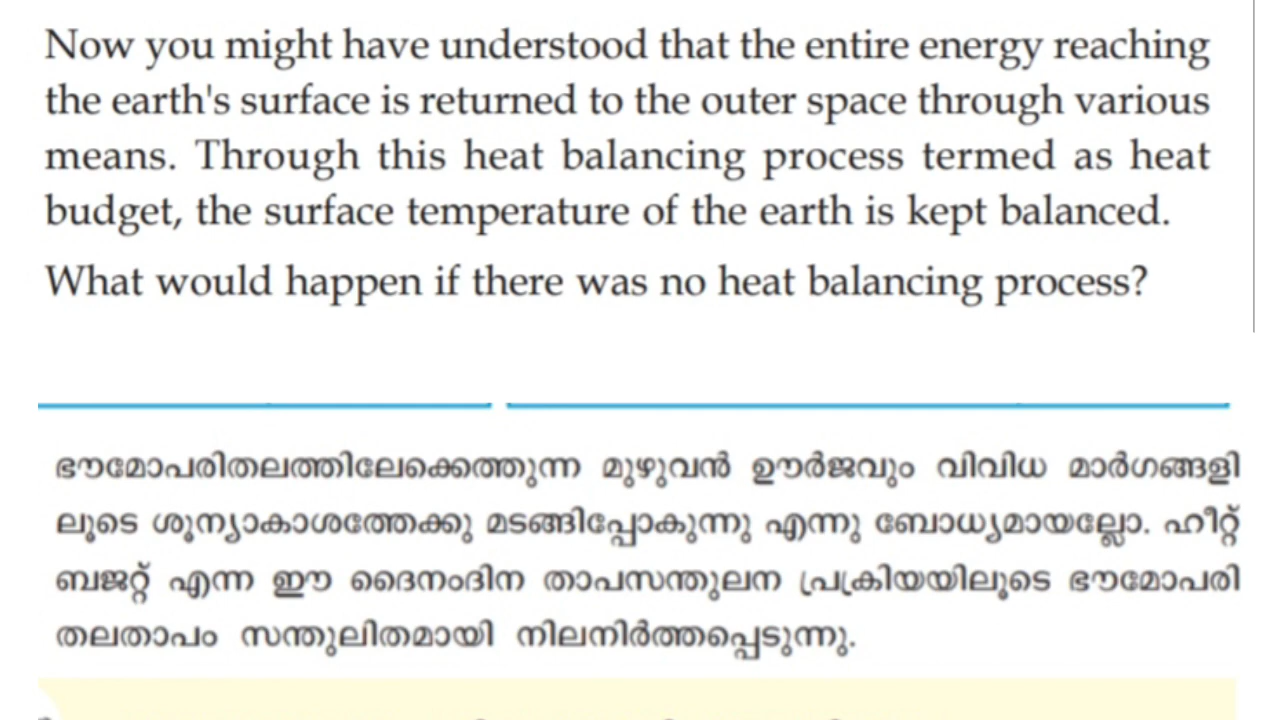 Now you might have understood that the entire energy reaching
the earth's surface is returned to the outer space through various
means. Through this heat balancing process termed as heat
budget, the surface temperature of the earth is kept balanced.
What would happen if there was no heat balancing process?
ഭൗമോപരിതലത്തിലേക്കെത്തുന്ന മുഴുവൻ ഊർജവും വിവിധ മാർഗങ്ങളി
ലൂടെ ശൂന്യാകാശത്തേക്കു മടങ്ങിപ്പോകുന്നു എന്നു ബോധ്യമായല്ലോ. ഹീറ്റ്
ബജറ്റ് എന്ന ഈ ദൈനംദിന താപസന്തുലന പ്രക്രിയയിലൂടെ ഭൗമോപരി
തലതാപം സന്തുലിതമായി നിലനിർത്തപ്പെടുന്നു.